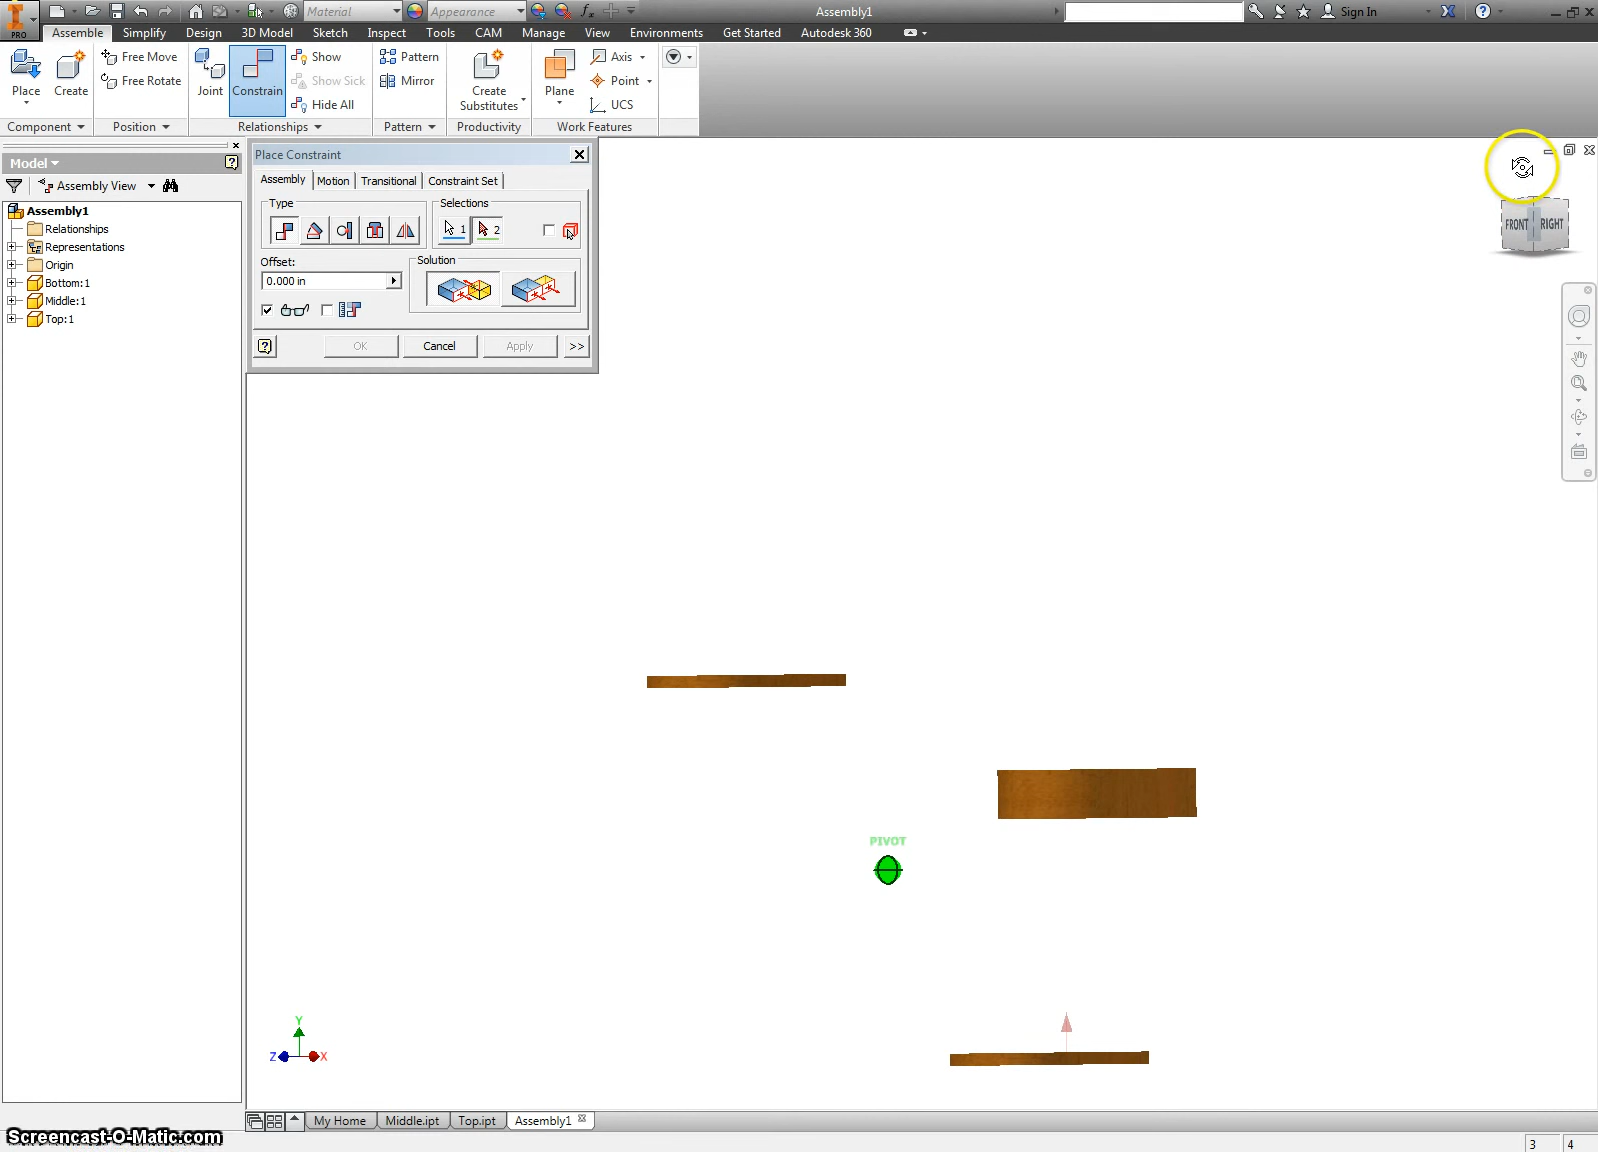 Material
Appearance
fx
Assembly1
Sign In
PRO
Assemble Simplify Design 3D Model Sketch Inspect Tools CAM Manage View Environments Get Started Autodesk 360
Place
Create
Free Move
Free Rotate
Joint
Constrain
Show
Show Sick
Hide All
Pattern
Mirror
Create
Substitutes
Plane
Axis
Point
UCS
Component Position Relationships Pattern Productivity Work Features
Model
Assembly View
Assembly1
Relationships
Representations
Origin
Bottom:1
Middle:1
Top:1
Place Constraint
Assembly Motion Transitional Constraint Set
Type
Selections
1
2
Offset:
0.000 in
Solution
OK
Cancel
Apply
>>
FRONT
RIGHT
PIVOT
Y
Z
X
My Home Middle.ipt Top.ipt Assembly1
Screencast-O-Matic.com
3 4